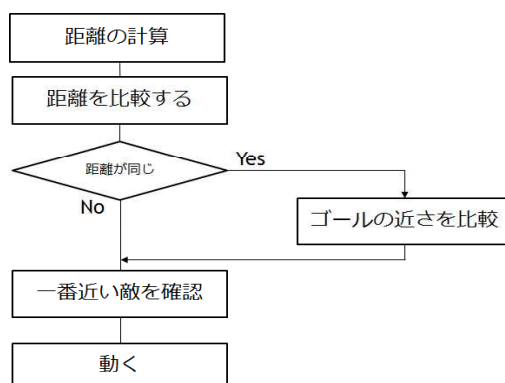 距離の計算
距離を比較する
距離が同じ
Yes
No
ゴールの近さを比較
一番近い敵を確認
動く